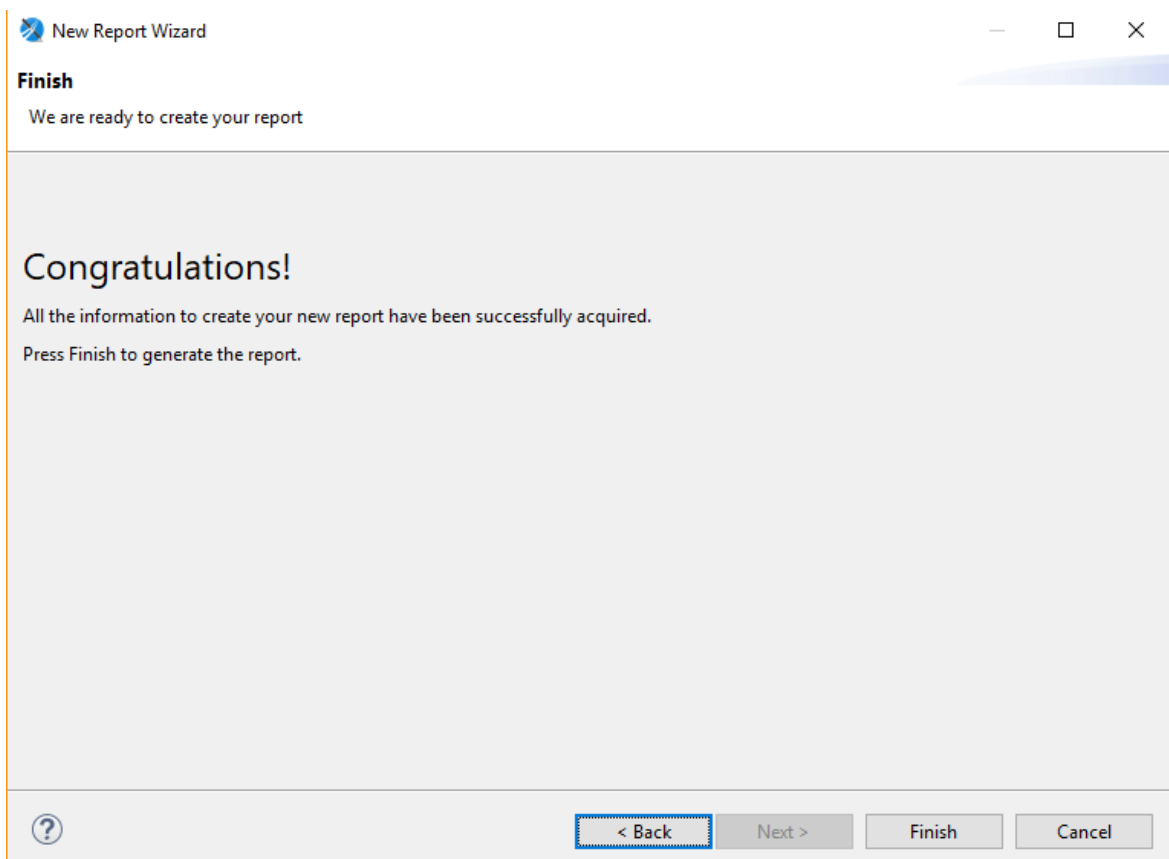 New Report Wizard
Finish
We are ready to create your report
Congratulations!
All the information to create your new report have been successfully acquired.
Press Finish to generate the report.
?
< Back
Next >
Finish
Cancel